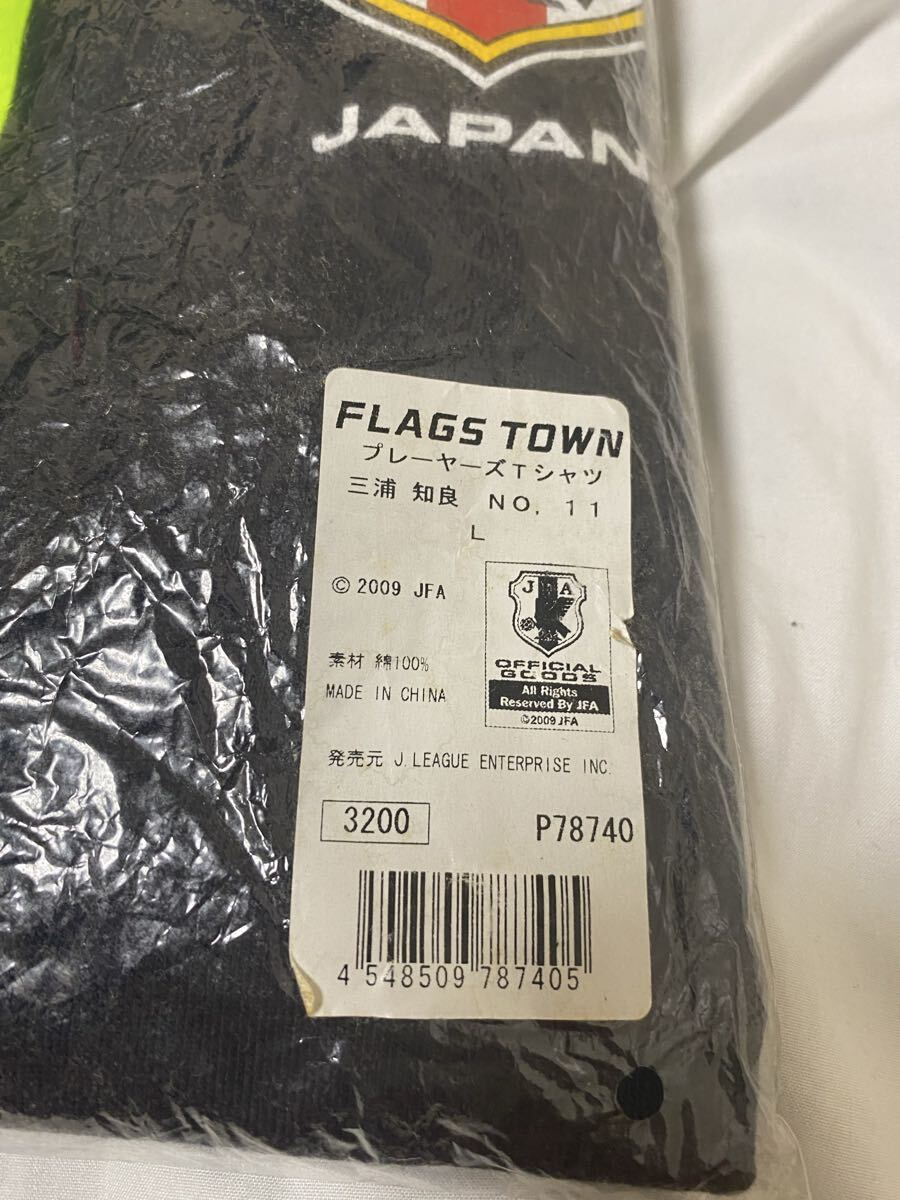 JAPAN
FLAGS TOWN
プレーヤーズTシャツ
三浦 知良 NO. 11
L
© 2009 JFA
J A
OFFICIAL
GOODS
All Rights
Reserved By JFA
©2009 JFA
素材 綿100%
MADE IN CHINA
発売元 J.LEAGUE ENTERPRISE INC.
3200 P78740
4 548509 787405